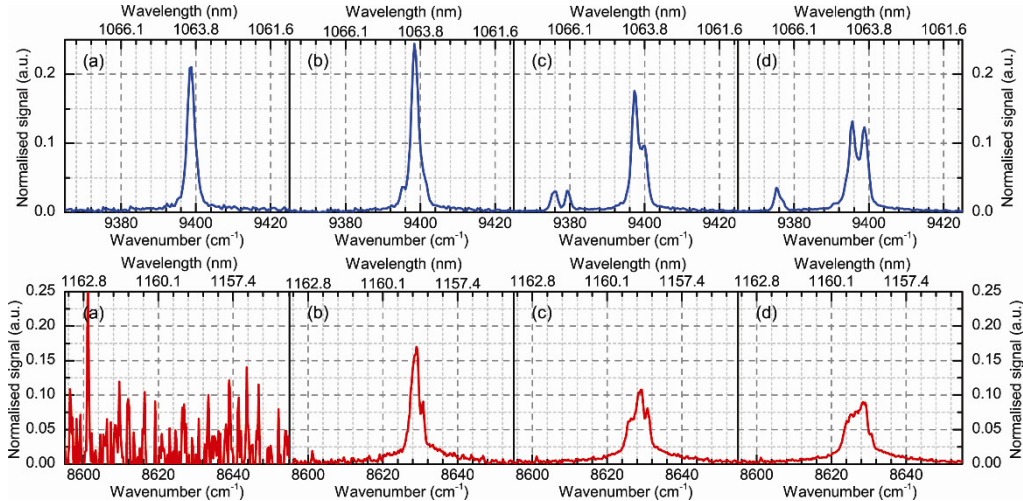 Wavelength (nm) Wavelength (nm) Wavelength (nm) Wavelength (nm)
1066.1 1063.8 1061.6 1066.1 1063.8 1061.6 1066.1 1063.8 1061.6 1066.1 1063.8 1061.6
(a) (b) (c) (d)
Normalised signal (a.u.)
0.2
0.1
0.0
0.2
0.1
0.0
Normalised signal (a.u.)
9380 9400 9420 9380 9400 9420 9380 9400 9420 9380 9400 9420
Wavenumber (cm⁻¹) Wavenumber (cm⁻¹) Wavenumber (cm⁻¹) Wavenumber (cm⁻¹)
Wavelength (nm) Wavelength (nm) Wavelength (nm) Wavelength (nm)
1162.8 1160.1 1157.4 1162.8 1160.1 1157.4 1162.8 1160.1 1157.4 1162.8 1160.1 1157.4
(a) (b) (c) (d)
Normalised signal (a.u.)
0.25
0.20
0.15
0.10
0.05
0.00
0.25
0.20
0.15
0.10
0.05
0.00
Normalised signal (a.u.)
8600 8620 8640 8600 8620 8640 8600 8620 8640 8600 8620 8640
Wavenumber (cm⁻¹) Wavenumber (cm⁻¹) Wavenumber (cm⁻¹) Wavenumber (cm⁻¹)